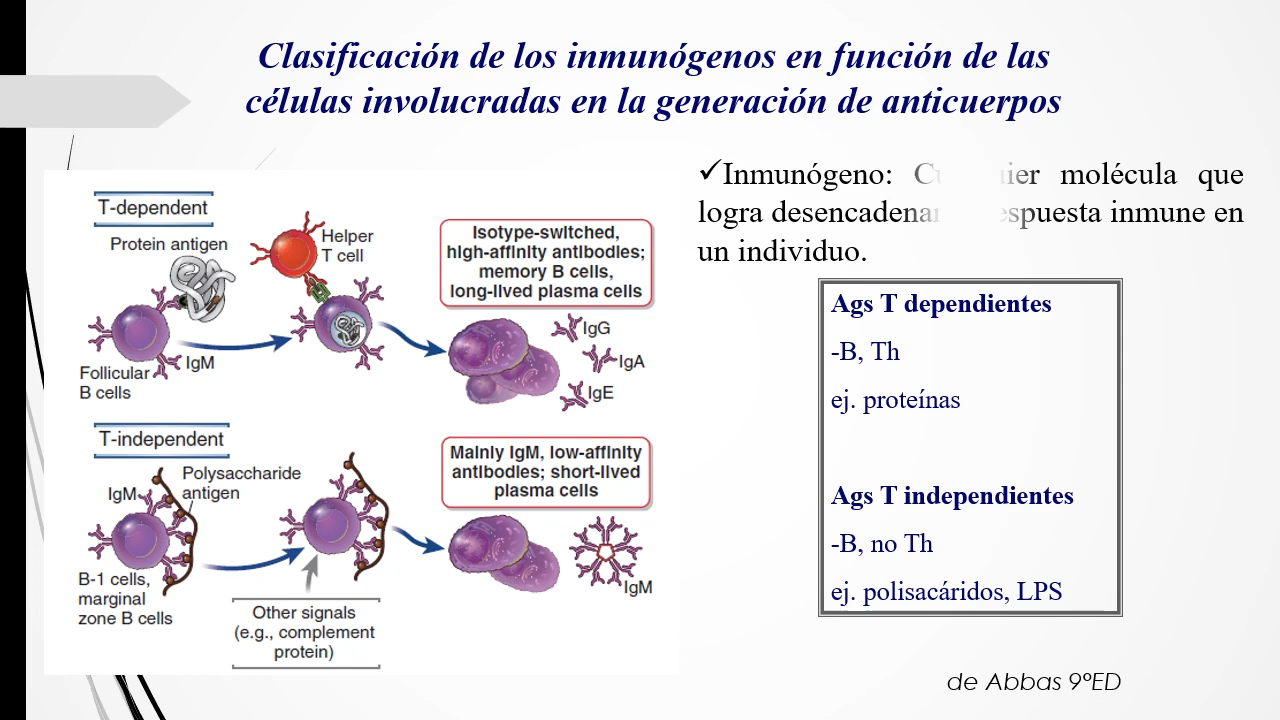 Clasificación de los inmunógenos en función de las
células involucradas en la generación de anticuerpos
✓Inmunógeno: molécula que
logra inmune en
un individuo.
T-dependent
Protein antigen
Helper
T cell
Isotype-switched,
high-affinity antibodies;
memory B cells,
long-lived plasma cells
IgG
IgA
IgE
IgM
Follicular
B cells
T-independent
Polysaccharide
antigen
IgM
Mainly IgM, low-affinity
antibodies; short-lived
plasma cells
B-1 cells,
marginal
zone B cells
Other signals
(e.g., complement
protein)
IgM
Ags T dependientes
-B, Th
ej. proteínas
Ags T independientes
-B, no Th
ej. polisacáridos, LPS
de Abbas 9ºED